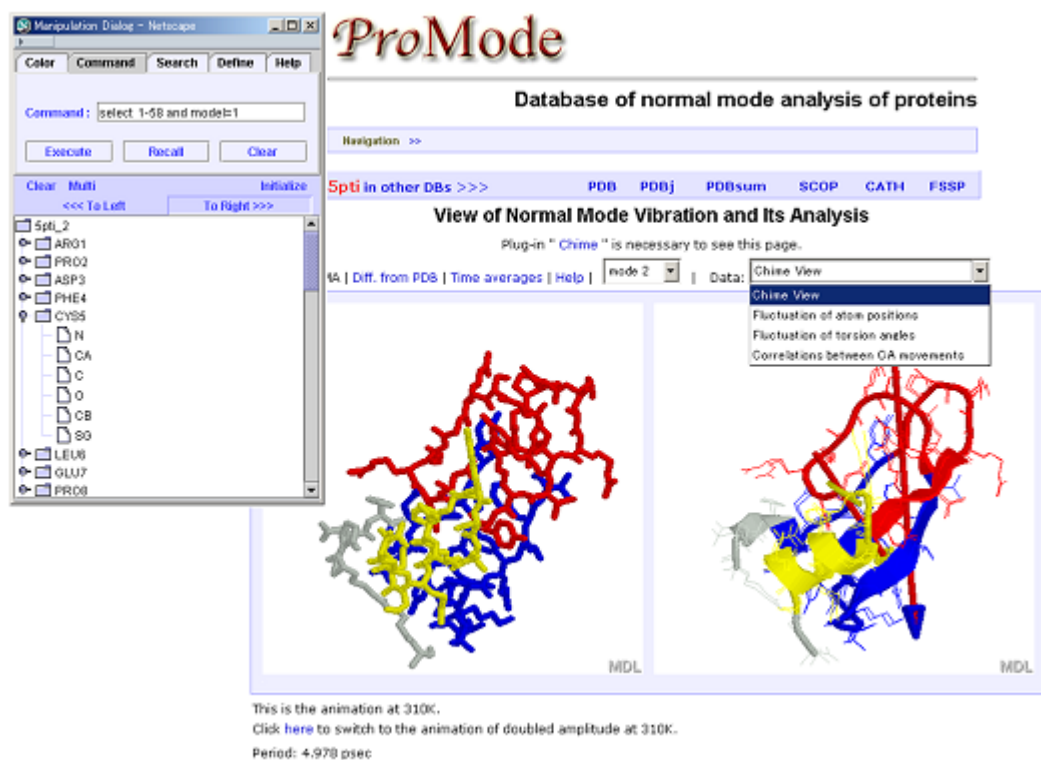 Manipulation Dialog - Netscape
Color Command Search Define Help
Command : select 1-58 and model=1
Execute Recall Clear
Clear Multi Initialize
<<< To Left To Right >>>
5pti_2
ARG1
PRO2
ASP3
PHE4
CYS5
N
CA
C
O
CB
SG
LEU6
GLU7
PRO8
ProMode
Database of normal mode analysis of proteins
Navigation >>
5pti in other DBs >>> PDB PDBj PDBsum SCOP CATH FSSP
View of Normal Mode Vibration and Its Analysis
Plug-in " Chime " is necessary to see this page.
MA | Diff. from PDB | Time averages | Help | mode 2 | Data: Chime View
Chime View
Fluctuation of atom positions
Fluctuation of torsion angles
Correlations between CA movements
MDL MDL
This is the animation at 310K.
Click here to switch to the animation of doubled amplitude at 310K.
Period: 4.978 psec